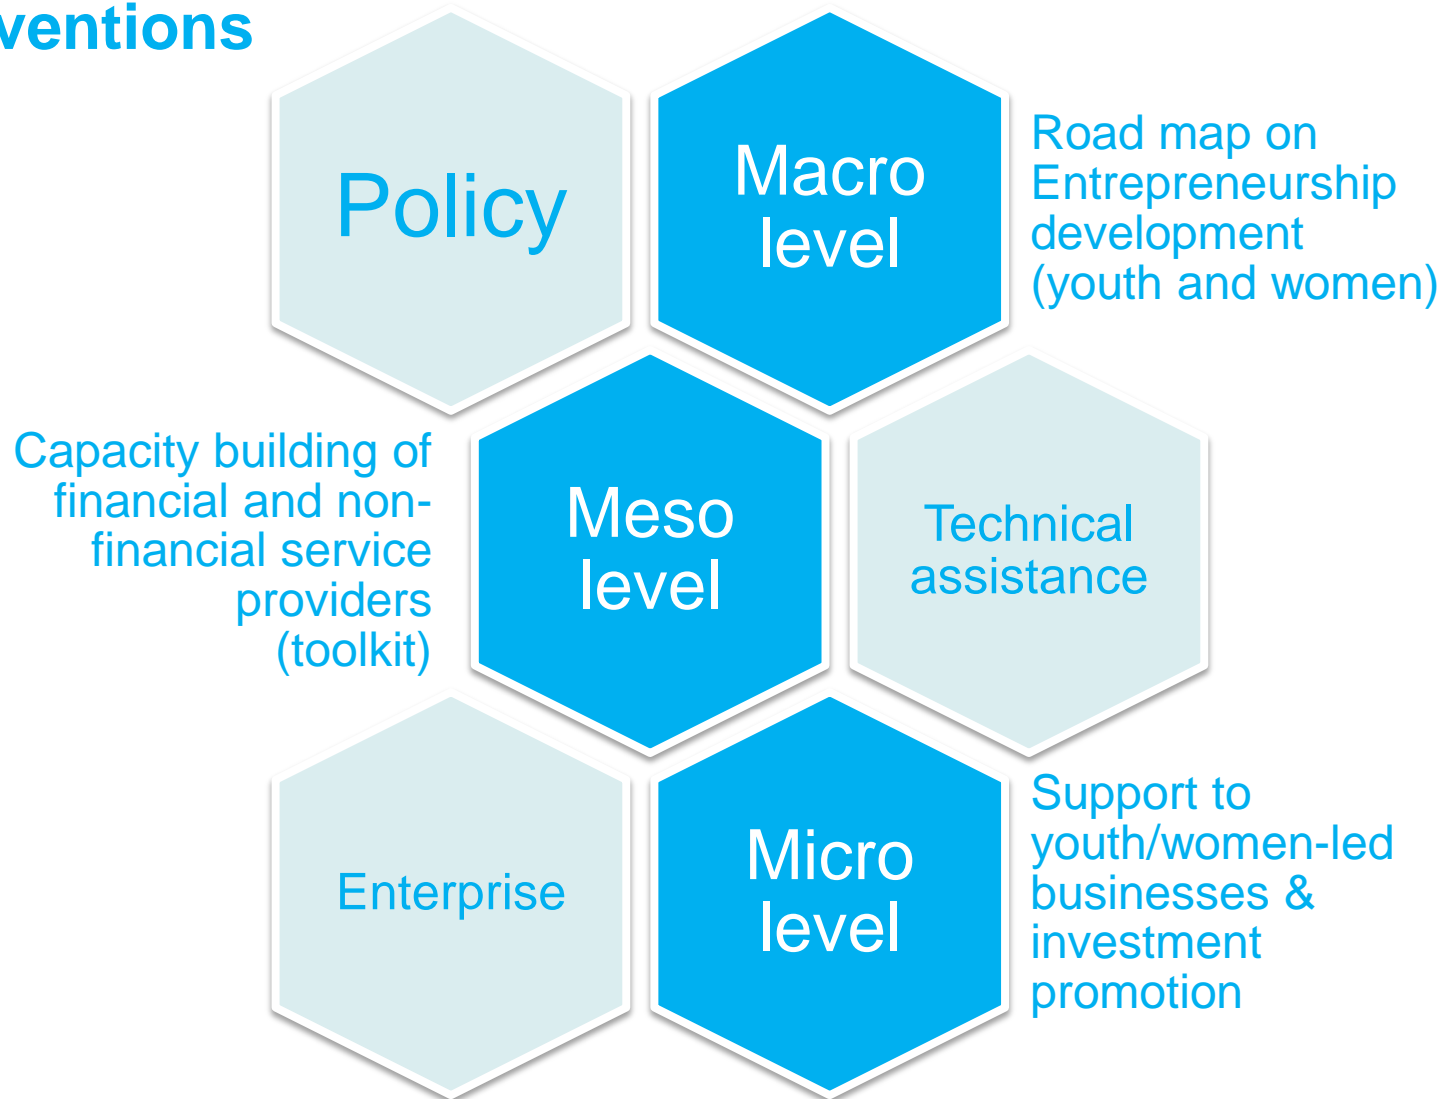 ventions
Policy
Macro
level
Road map on
Entrepreneurship
development
(youth and women)
Capacity building of
financial and non-
financial service
providers
(toolkit)
Meso
level
Technical
assistance
Enterprise
Micro
level
Support to
youth/women-led
businesses &
investment
promotion